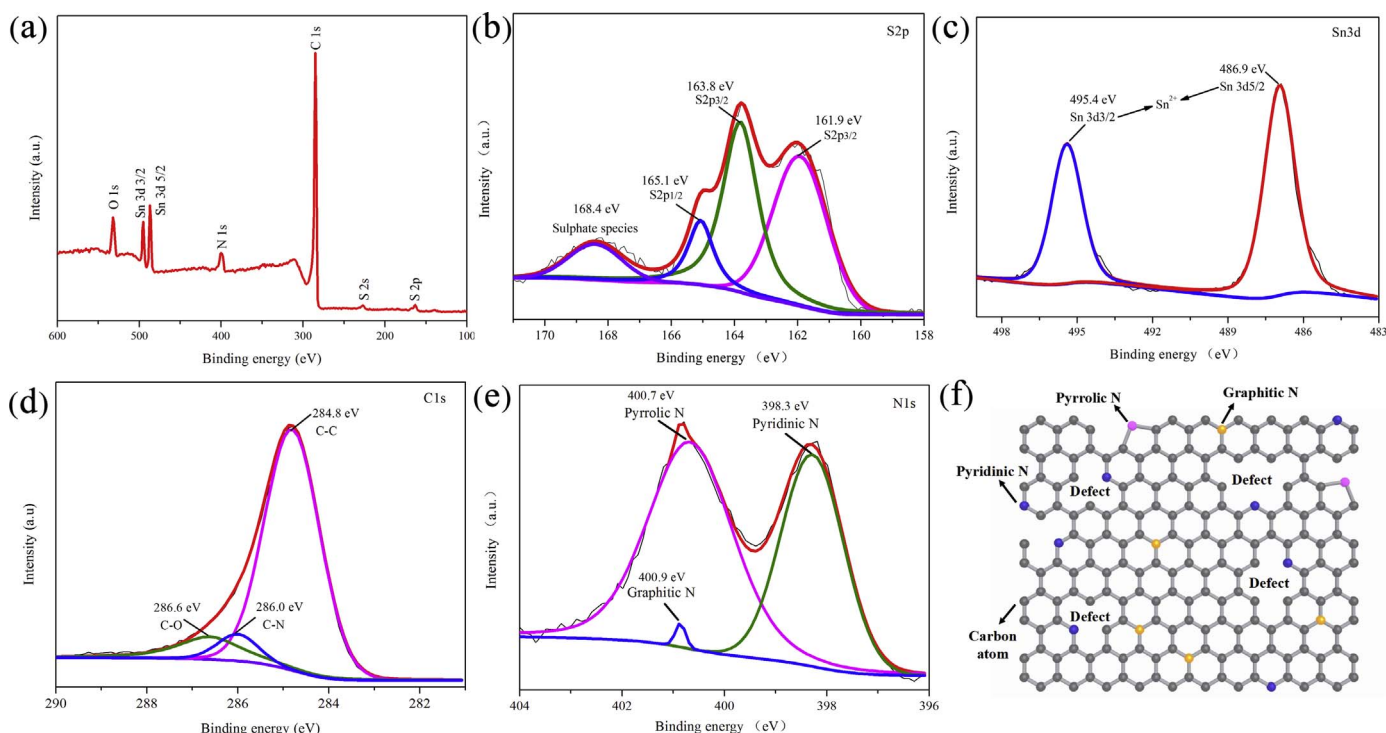 (a)
C 1s
O 1s
Sn 3d 3/2
Sn 3d 5/2
N 1s
S 2s
S 2p
Intensity (a.u.)
600
500
400
300
200
100
Binding energy (eV)
(b)
S2p
163.8 eV
S2p3/2
161.9 eV
S2p3/2
165.1 eV
S2p1/2
168.4 eV
Sulphate species
Intensity (a.u.)
170
168
166
164
162
160
158
Binding energy (eV)
(c)
Sn3d
486.9 eV
Sn 3d5/2
495.4 eV
Sn 3d3/2
Sn2+
Intensity (a.u.)
498
495
492
489
486
483
Binding energy (eV)
(d)
C1s
284.8 eV
C-C
286.6 eV
C-O
286.0 eV
C-N
Intensity (a.u)
290
288
286
284
282
Binding energy (eV)
(e)
N1s
400.7 eV
Pyrrolic N
398.3 eV
Pyridinic N
400.9 eV
Graphitic N
Intensity (a.u.)
404
402
400
398
396
Binding energy (eV)
(f)
Pyrrolic N
Graphitic N
Pyridinic N
Defect
Defect
Defect
Defect
Carbon
atom